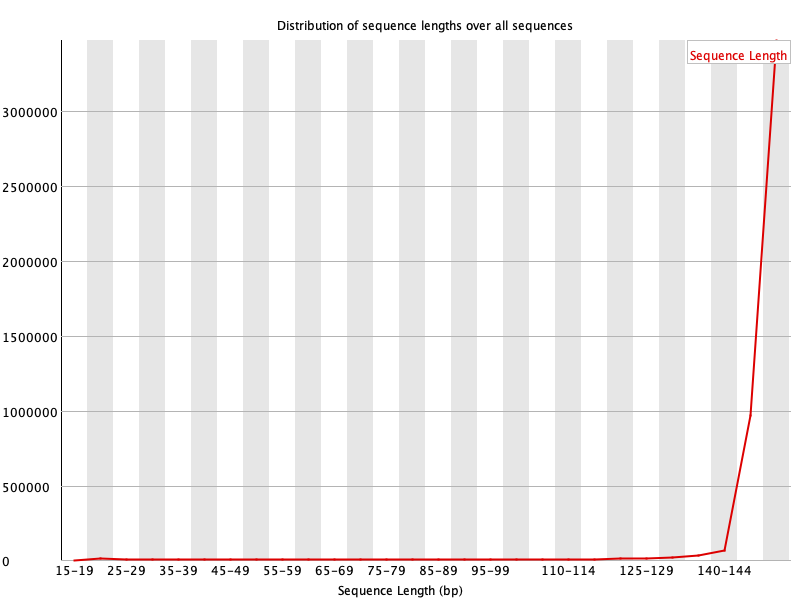 Distribution of sequence lengths over all sequences
Sequence Length
3000000
2500000
2000000
1500000
1000000
500000
0
15-19 25-29 35-39 45-49 55-59 65-69 75-79 85-89 95-99 110-114 125-129 140-144
Sequence Length (bp)